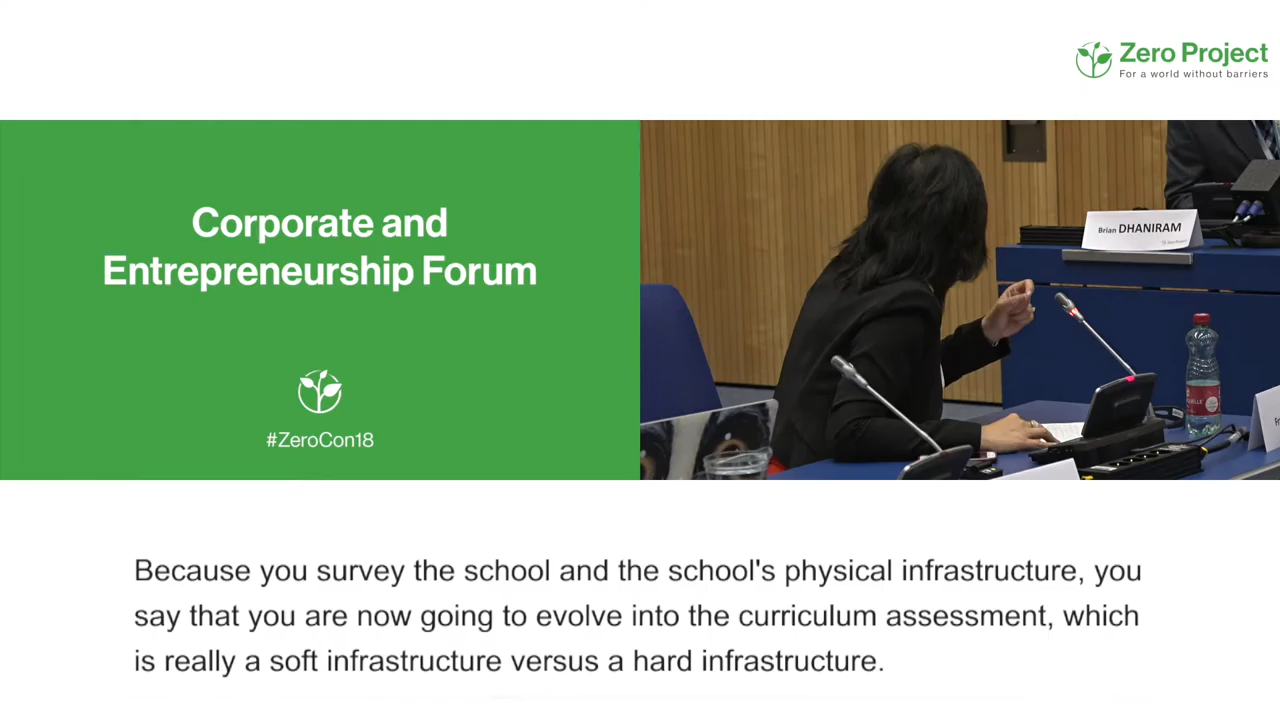 Zero Project
For a world without barriers
Corporate and
Entrepreneurship Forum
#ZeroCon18
Brian DHANIRAM
Because you survey the school and the school's physical infrastructure, you
say that you are now going to evolve into the curriculum assessment, which
is really a soft infrastructure versus a hard infrastructure.